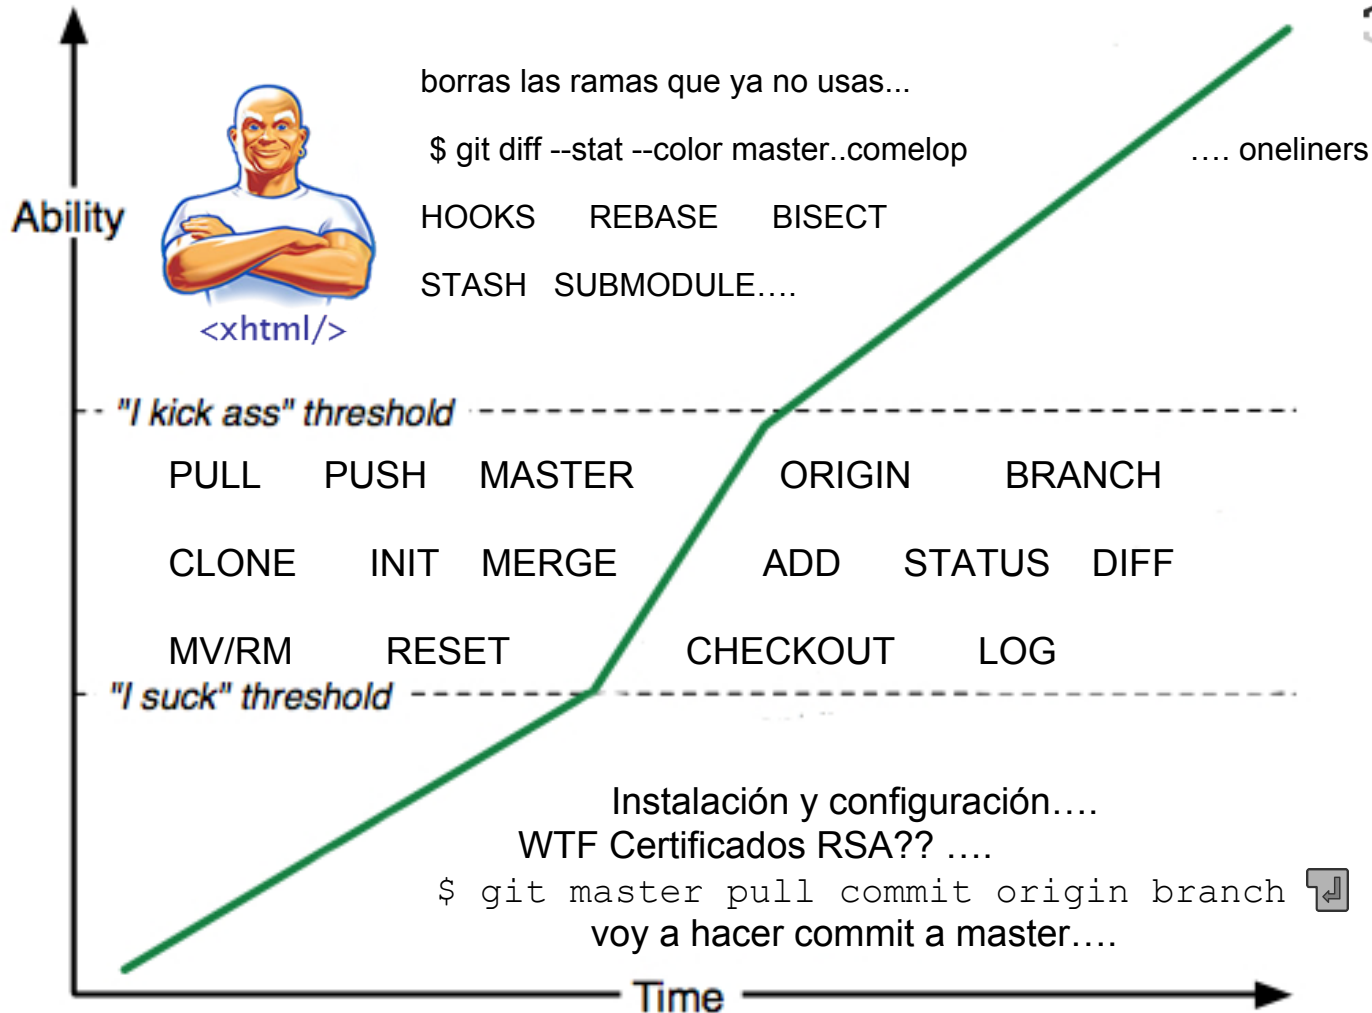 borras las ramas que ya no usas...
$ git diff --stat --color master..comelop .... oneliners
Ability
HOOKS REBASE BISECT
STASH SUBMODULE....
<xhtml/>
"I kick ass" threshold
PULL PUSH MASTER ORIGIN BRANCH
CLONE INIT MERGE ADD STATUS DIFF
MV/RM RESET CHECKOUT LOG
"I suck" threshold
Instalación y configuración....
WTF Certificados RSA?? ....
$ git master pull commit origin branch
voy a hacer commit a master....
Time